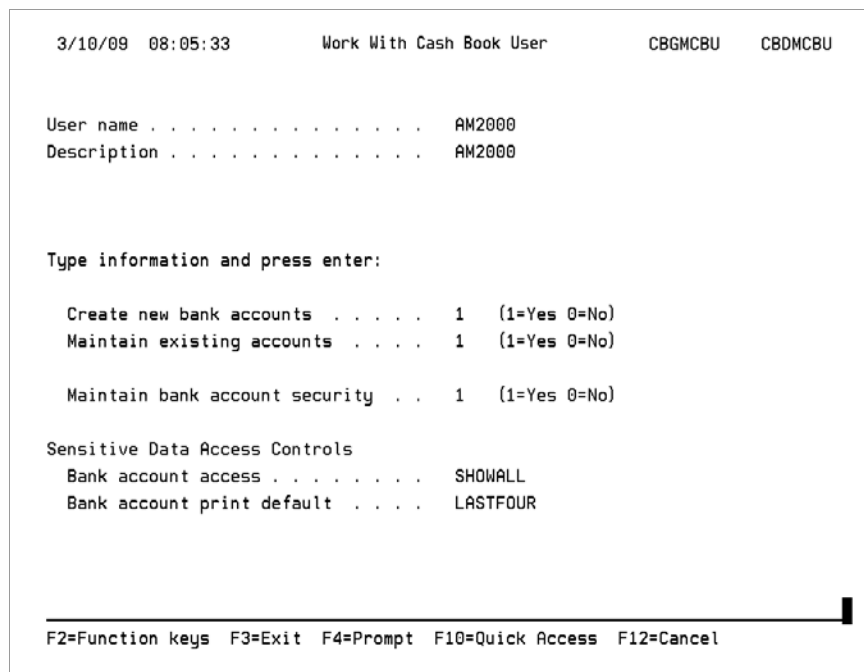 3/10/09 08:05:33 Work With Cash Book User CBGMCBU CBDMCBU
User name . . . . . . . . . . . . . . AM2000
Description . . . . . . . . . . . . . AM2000
Type information and press enter:
Create new bank accounts . . . . . 1 (1=Yes 0=No)
Maintain existing accounts . . . . 1 (1=Yes 0=No)
Maintain bank account security . . 1 (1=Yes 0=No)
Sensitive Data Access Controls
Bank account access . . . . . . . . SHOWALL
Bank account print default . . . . LASTFOUR
F2=Function keys F3=Exit F4=Prompt F10=Quick Access F12=Cancel